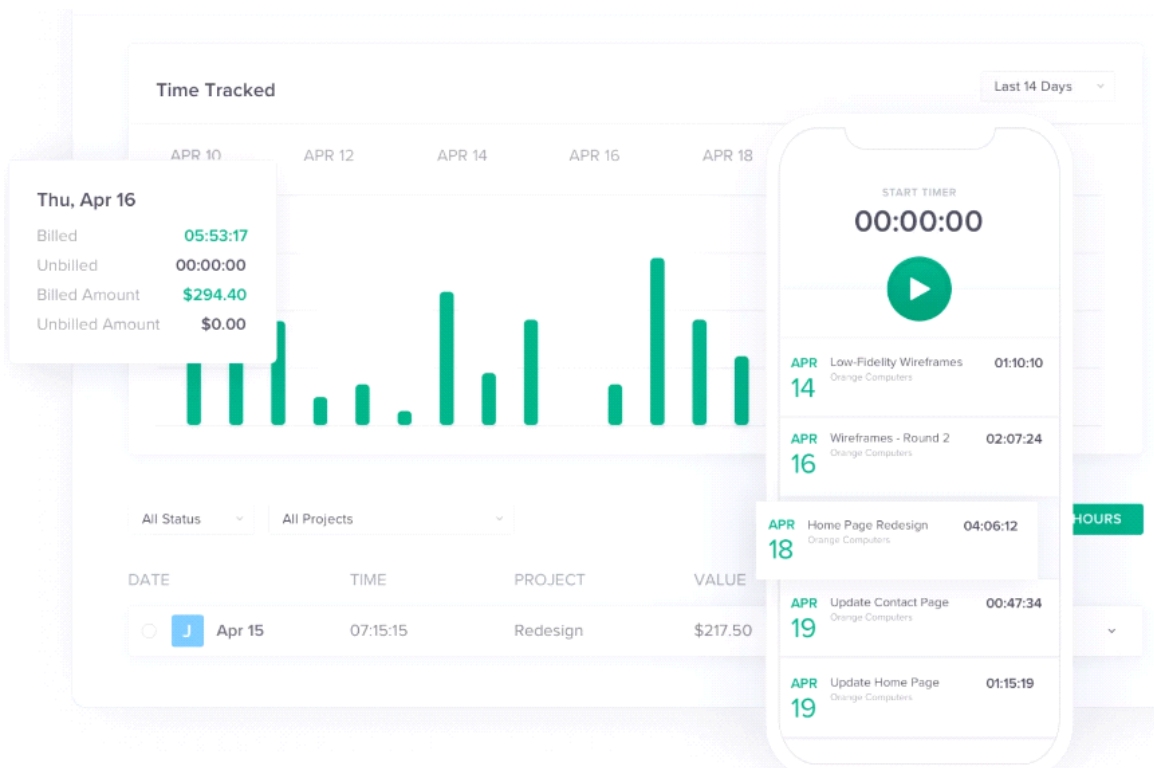 Time Tracked
Last 14 Days
APR 10 APR 12 APR 14 APR 16 APR 18
Thu, Apr 16
Billed 05:53:17
Unbilled 00:00:00
Billed Amount $294.40
Unbilled Amount $0.00
START TIMER
00:00:00
APR 14 Low-Fidelity Wireframes 01:10:10
Orange Computers
APR 16 Wireframes - Round 2 02:07:24
Orange Computers
APR 18 Home Page Redesign 04:06:12
Orange Computers
APR 19 Update Contact Page 00:47:34
Orange Computers
APR 19 Update Home Page 01:15:19
Orange Computers
All Status All Projects
HOURS
DATE TIME PROJECT VALUE
J Apr 15 07:15:15 Redesign $217.50